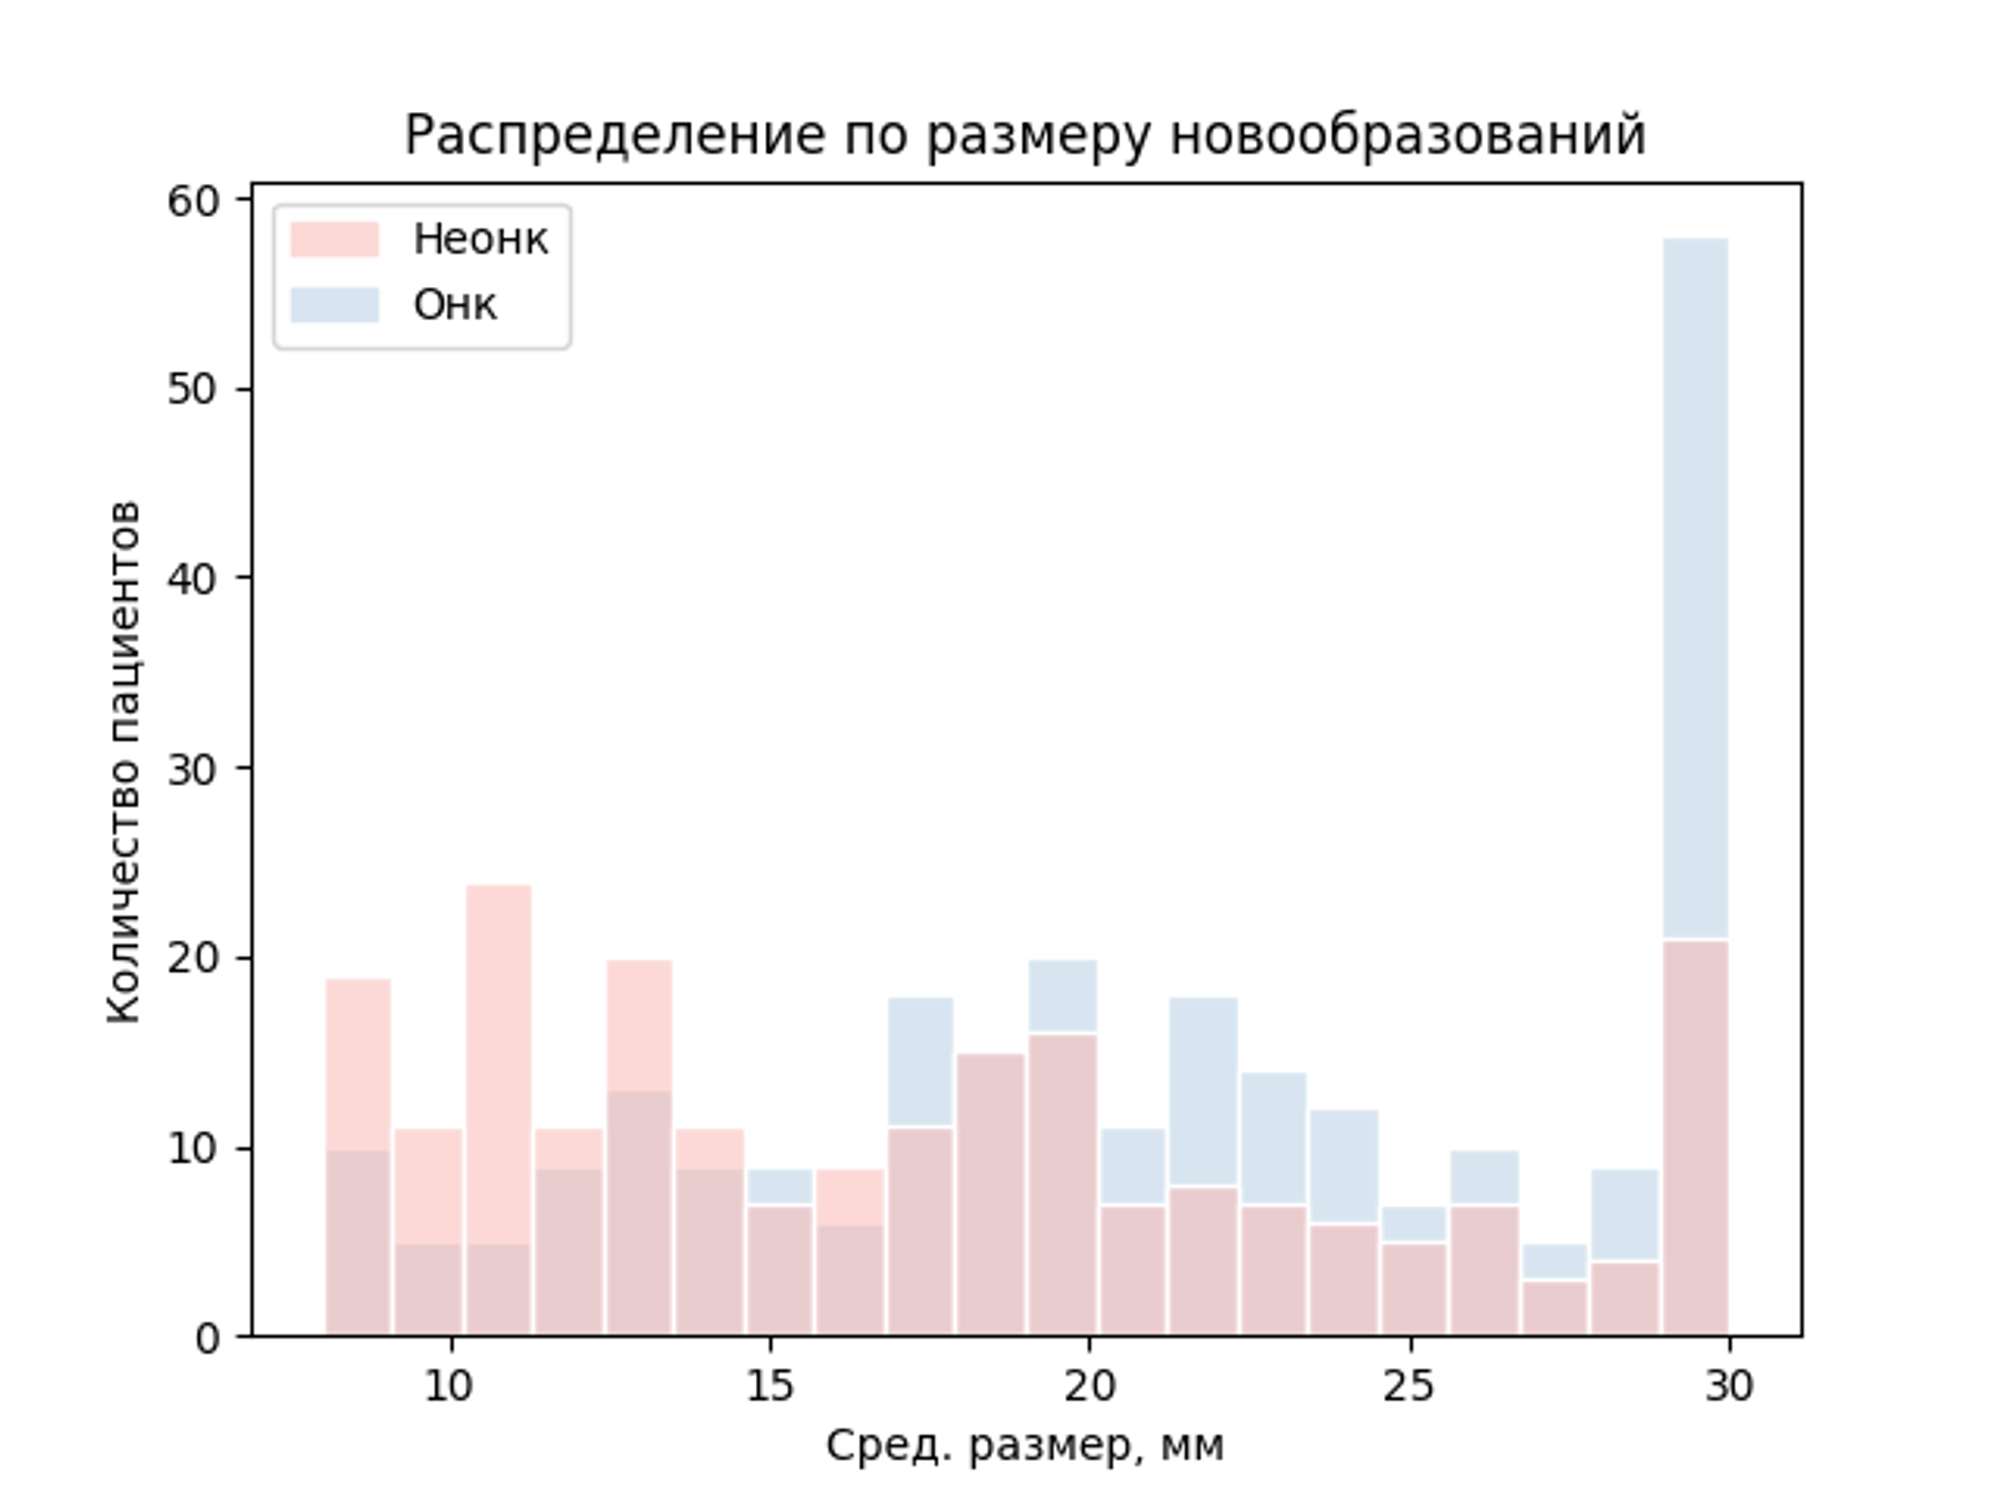 Распределение по размеру новообразований
60
50
40
30
20
10
0
Неонк
Онк
Количество пациентов
10 15 20 25 30
Сред. размер, мм